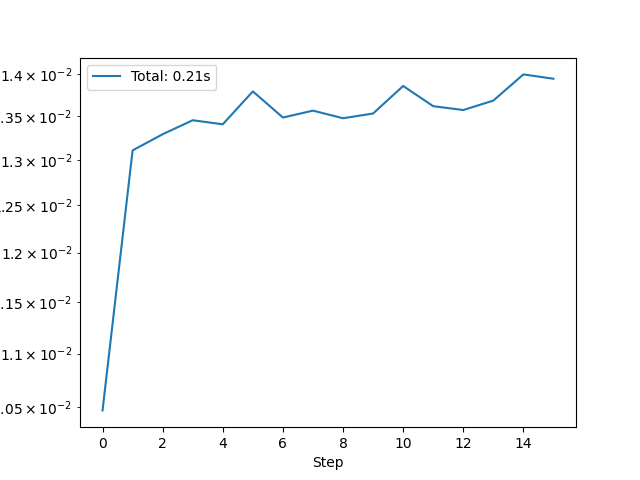 Total: 0.21s
1.4 × 10⁻²
.35 × 10⁻²
1.3 × 10⁻²
.25 × 10⁻²
1.2 × 10⁻²
.15 × 10⁻²
1.1 × 10⁻²
.05 × 10⁻²
0 2 4 6 8 10 12 14
Step